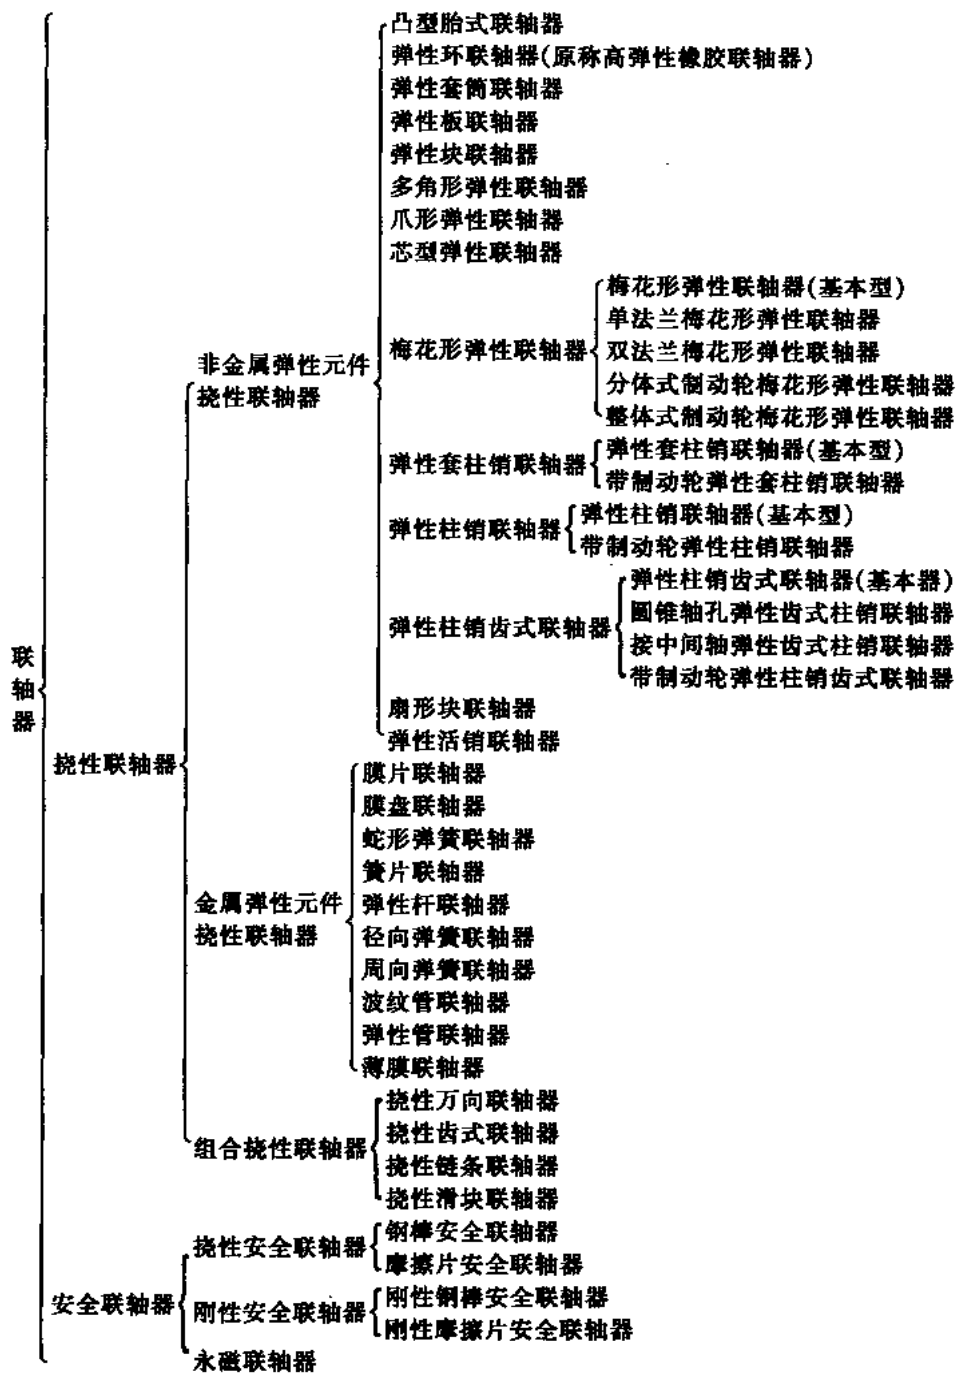 凸型胎式联轴器
弹性环联轴器(原称高弹性橡胶联轴器)
弹性套筒联轴器
弹性板联轴器
弹性块联轴器
多角形弹性联轴器
爪形弹性联轴器
芯型弹性联轴器
梅花形弹性联轴器
梅花形弹性联轴器(基本型)
单法兰梅花形弹性联轴器
双法兰梅花形弹性联轴器
分体式制动轮梅花形弹性联轴器
整体式制动轮梅花形弹性联轴器
非金属弹性元件
挠性联轴器
弹性套柱销联轴器
弹性套柱销联轴器(基本型)
带制动轮弹性套柱销联轴器
弹性柱销联轴器
弹性柱销联轴器(基本型)
带制动轮弹性柱销联轴器
弹性柱销齿式联轴器
弹性柱销齿式联轴器(基本器)
圆锥轴孔弹性齿式柱销联轴器
接中间轴弹性齿式柱销联轴器
带制动轮弹性柱销齿式联轴器
扇形块联轴器
弹性活销联轴器
联
轴
器
挠性联轴器
膜片联轴器
膜盘联轴器
蛇形弹簧联轴器
簧片联轴器
金属弹性元件
挠性联轴器
弹性杆联轴器
径向弹簧联轴器
周向弹簧联轴器
波纹管联轴器
弹性管联轴器
薄膜联轴器
组合挠性联轴器
挠性万向联轴器
挠性齿式联轴器
挠性链条联轴器
挠性滑块联轴器
安全联轴器
挠性安全联轴器
钢棒安全联轴器
摩擦片安全联轴器
刚性安全联轴器
刚性钢棒安全联轴器
刚性摩擦片安全联轴器
永磁联轴器